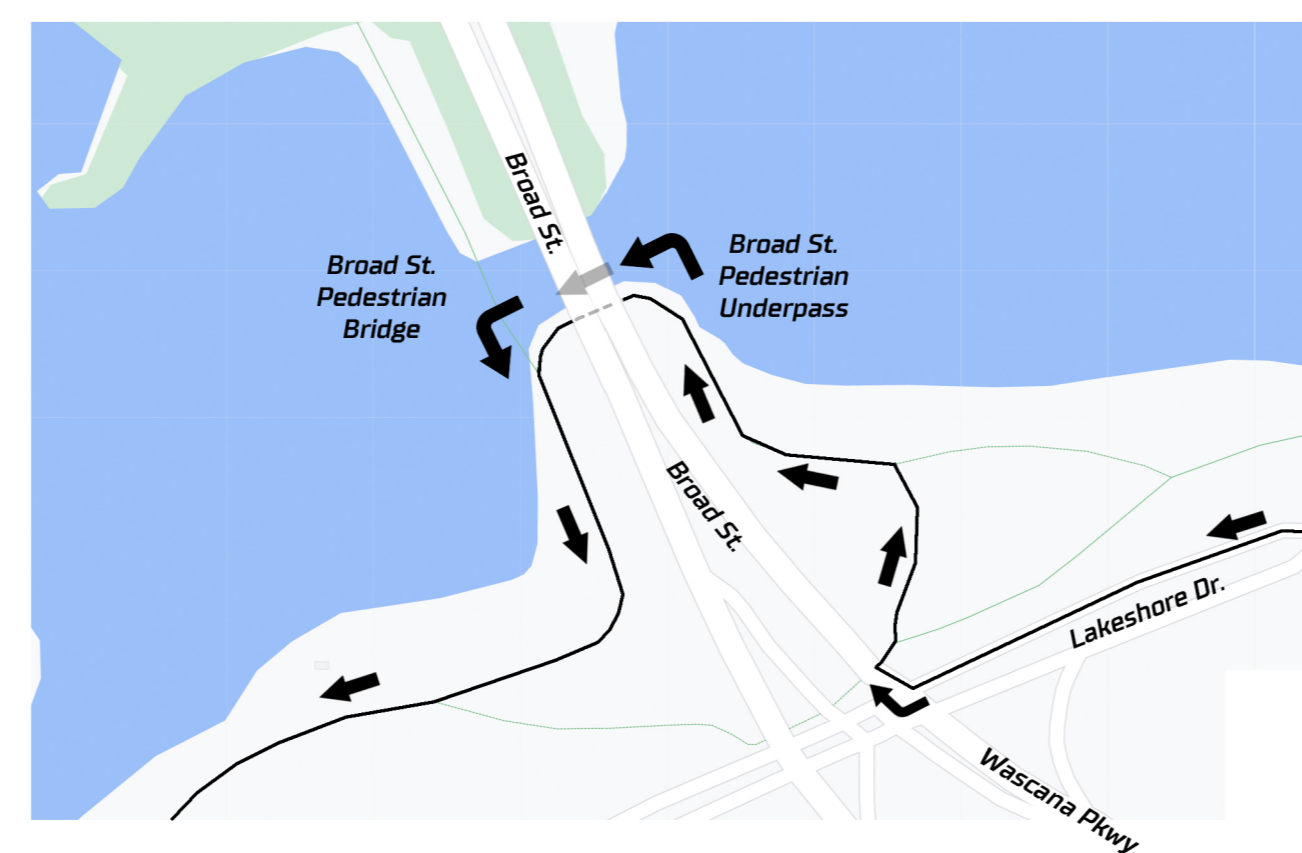 Broad St.
Broad St.
Pedestrian
Underpass
Broad St.
Pedestrian
Bridge
Broad St.
Lakeshore Dr.
Wascana Pkwy